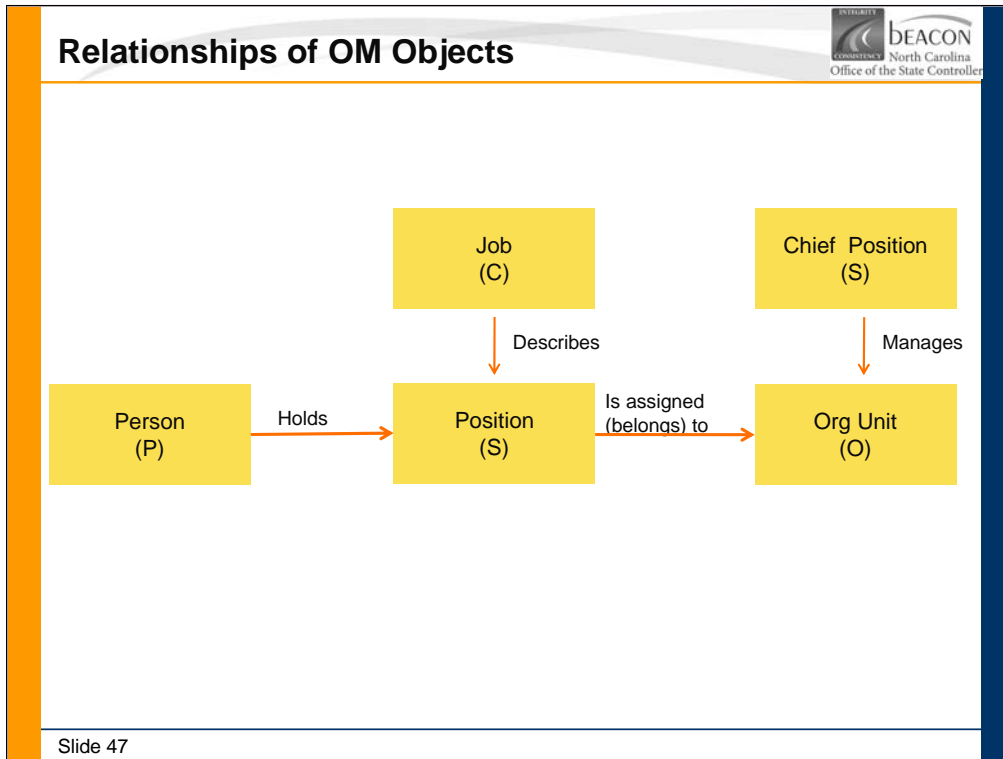 Relationships of OM Objects
INTEGRITY
CONSISTENCY
bEACON
North Carolina
Office of the State Controller
Job
(C)
Chief Position
(S)
Describes
Manages
Person
(P)
Holds
Position
(S)
Is assigned
(belongs) to
Org Unit
(O)
Slide 47